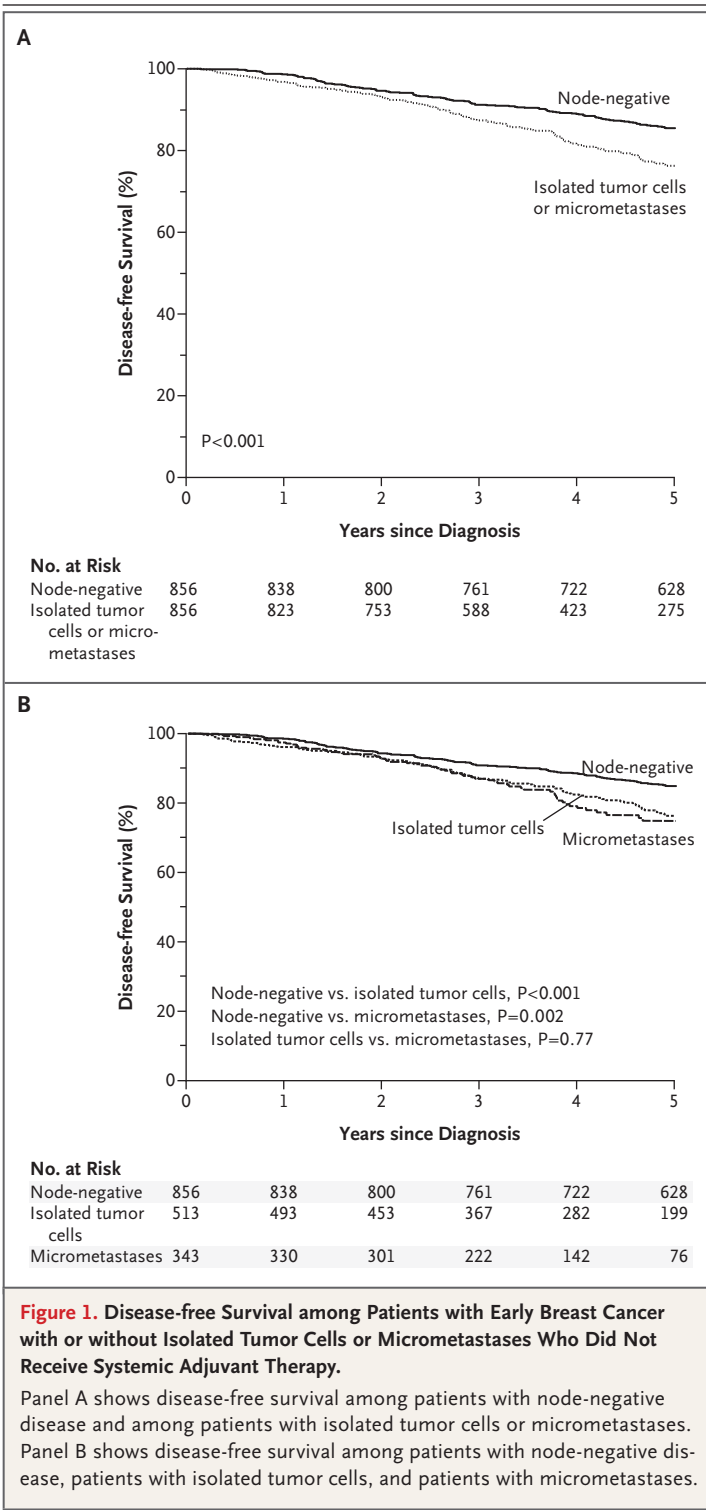 A
100
80
60
40
20
0
Disease-free Survival (%)
Node-negative
Isolated tumor cells
or micrometastases
P<0.001
0 1 2 3 4 5
Years since Diagnosis
No. at Risk
Node-negative 856 838 800 761 722 628
Isolated tumor 856 823 753 588 423 275
cells or micro-
metastases
B
100
80
60
40
20
0
Disease-free Survival (%)
Node-negative
Isolated tumor cells
Micrometastases
Node-negative vs. isolated tumor cells, P<0.001
Node-negative vs. micrometastases, P=0.002
Isolated tumor cells vs. micrometastases, P=0.77
0 1 2 3 4 5
Years since Diagnosis
No. at Risk
Node-negative 856 838 800 761 722 628
Isolated tumor 513 493 453 367 282 199
cells
Micrometastases 343 330 301 222 142 76
Figure 1. Disease-free Survival among Patients with Early Breast Cancer
with or without Isolated Tumor Cells or Micrometastases Who Did Not
Receive Systemic Adjuvant Therapy.
Panel A shows disease-free survival among patients with node-negative
disease and among patients with isolated tumor cells or micrometastases.
Panel B shows disease-free survival among patients with node-negative dis-
ease, patients with isolated tumor cells, and patients with micrometastases.